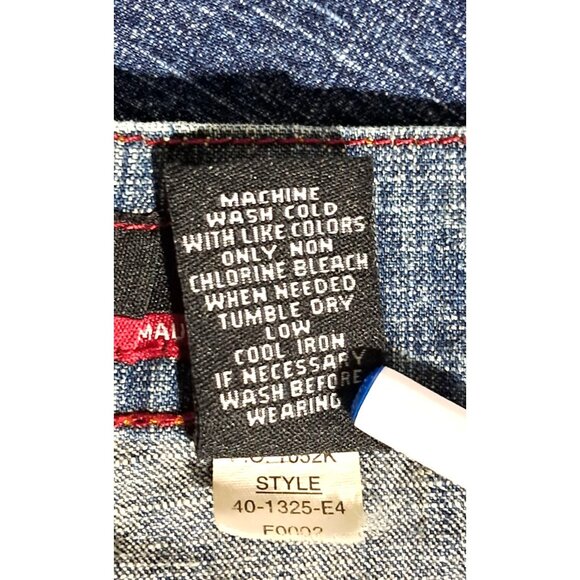 MACHINE
WASH COLD
WITH LIKE COLORS
ONLY NON
CHLORINE BLEACH
WHEN NEEDED
TUMBLE DRY
LOW
COOL IRON
IF NECESSARY
WASH BEFORE
WEARING
STYLE
40-1325-E4